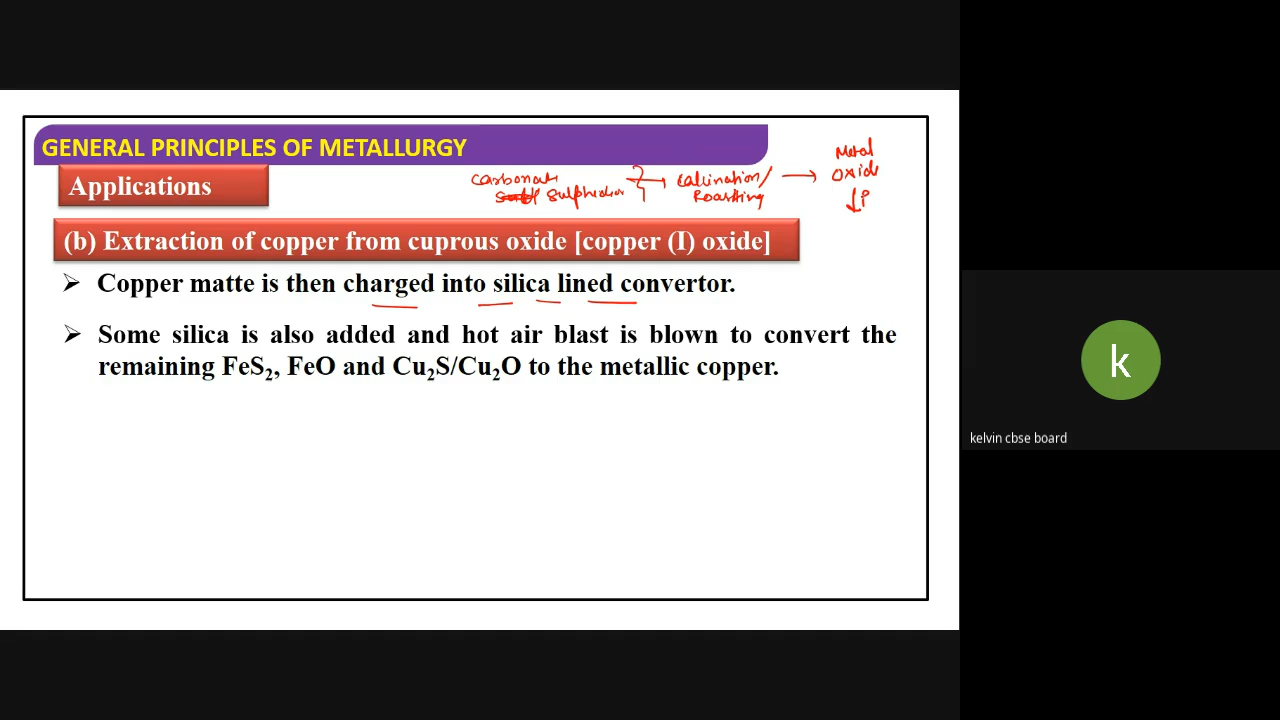 GENERAL PRINCIPLES OF METALLURGY
Applications
Carbonate
Sulphides
Calcination/
Roasting
Metal
oxide
(b) Extraction of copper from cuprous oxide [copper (I) oxide]
➢ Copper matte is then charged into silica lined convertor.
➢ Some silica is also added and hot air blast is blown to convert the
remaining FeS₂, FeO and Cu₂S/Cu₂O to the metallic copper.
k
kelvin cbse board